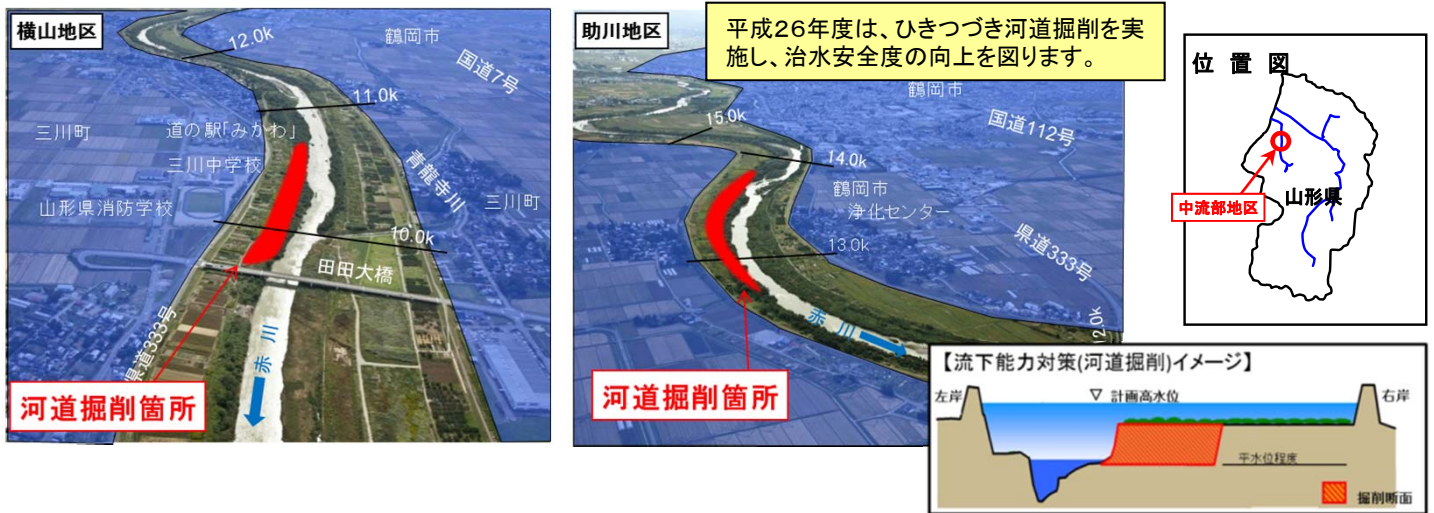 横山地区
12.0k
鶴岡市
国道7号
11.0k
三川町
道の駅「みかわ」
三川中学校
青龍寺川
山形県消防学校
三川町
10.0k
田田大橋
県道333号
赤川
河道掘削箇所
助川地区
平成26年度は、ひきつづき河道掘削を実
施し、治水安全度の向上を図ります。
鶴岡市
国道112号
15.0k
14.0k
鶴岡市
浄化センター
県道333号
13.0k
赤川
12.0k
河道掘削箇所
位置図
中流部地区
山形県
【流下能力対策(河道掘削)イメージ】
左岸
▽計画高水位
右岸
平水位程度
掘削断面